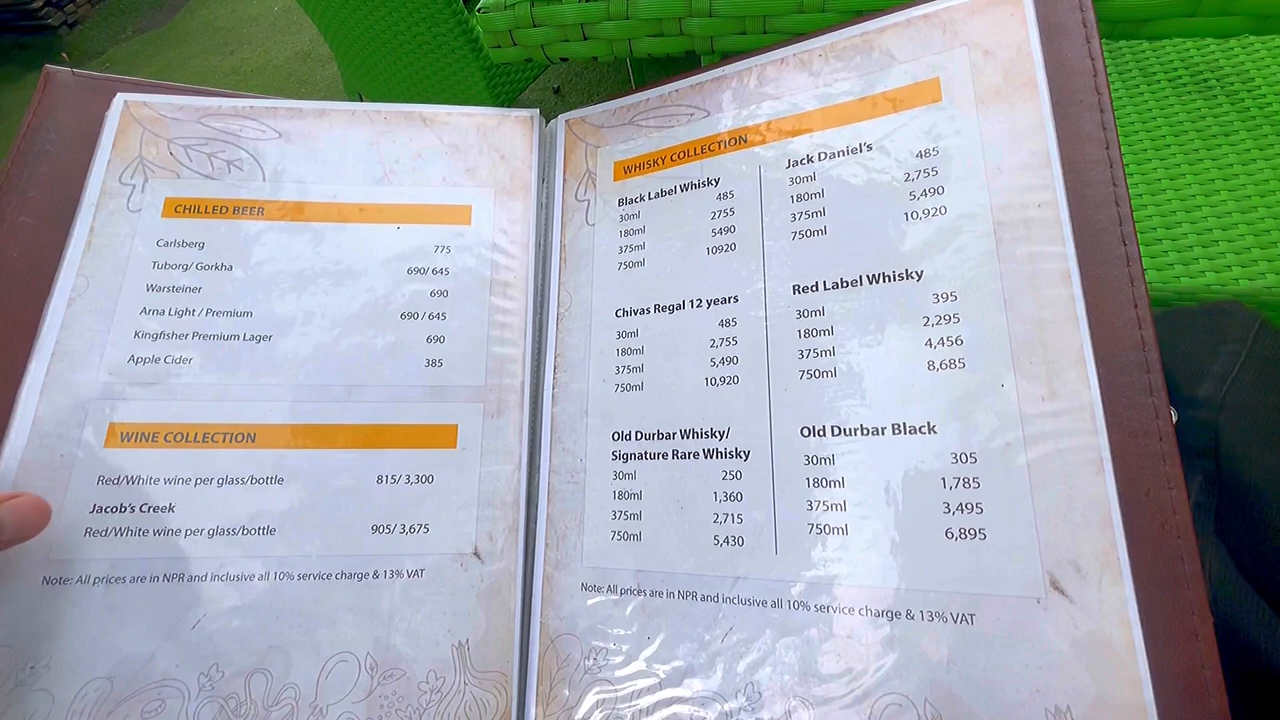 CHILLED BEER
Carlsberg 775
Tuborg/ Gorkha 690/ 645
Warsteiner 690
Arna Light / Premium 690 / 645
Kingfisher Premium Lager 690
Apple Cider 385
WINE COLLECTION
Red/White wine per glass/bottle 815/ 3,300
Jacob's Creek
Red/White wine per glass/bottle 905/ 3,675
Note: All prices are in NPR and inclusive all 10% service charge & 13% VAT
WHISKY COLLECTION
Black Label Whisky
30ml 485
180ml 2755
375ml 5490
750ml 10920
Chivas Regal 12 years
30ml 485
180ml 2,755
375ml 5,490
750ml 10,920
Old Durbar Whisky/
Signature Rare Whisky
30ml 250
180ml 1,360
375ml 2,715
750ml 5,430
Jack Daniel's
30ml 485
180ml 2,755
375ml 5,490
750ml 10,920
Red Label Whisky
30ml 395
180ml 2,295
375ml 4,456
750ml 8,685
Old Durbar Black
30ml 305
180ml 1,785
375ml 3,495
750ml 6,895
Note: All prices are in NPR and inclusive all 10% service charge & 13% VAT